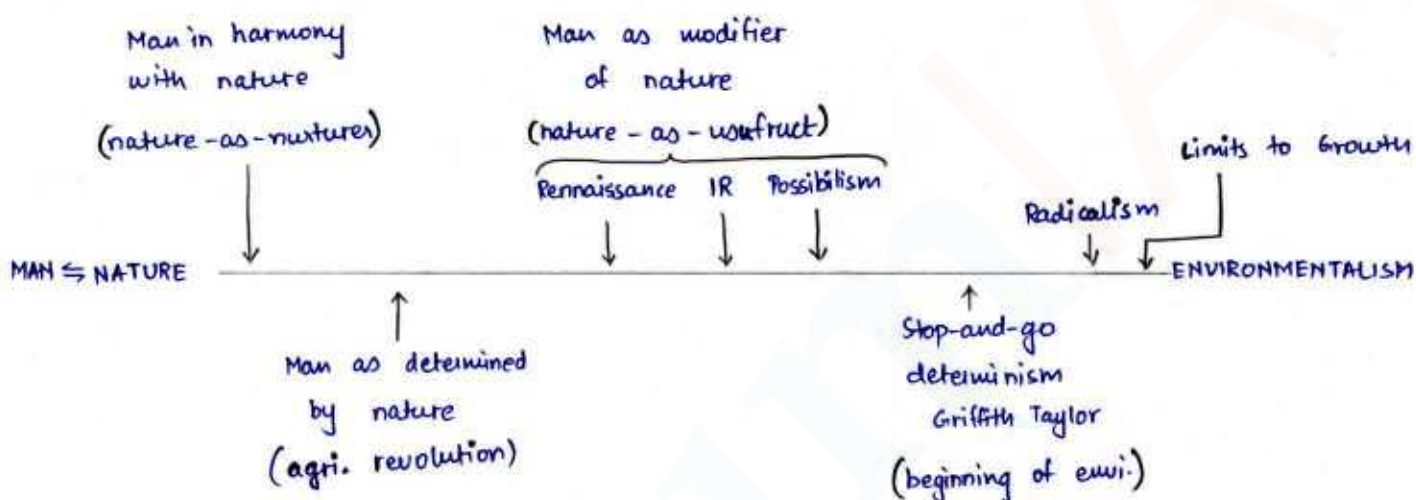 Man in harmony
with nature
(nature-as-nurturer)
Man as modifier
of nature
(nature-as-usufruct)
Rennaissance IR Possibilism
Limits to Growth
Radicalism
MAN ⇆ NATURE
ENVIRONMENTALISM
Man as determined
by nature
(agri. revolution)
Stop-and-go
determinism
Griffith Taylor
(beginning of envi.)